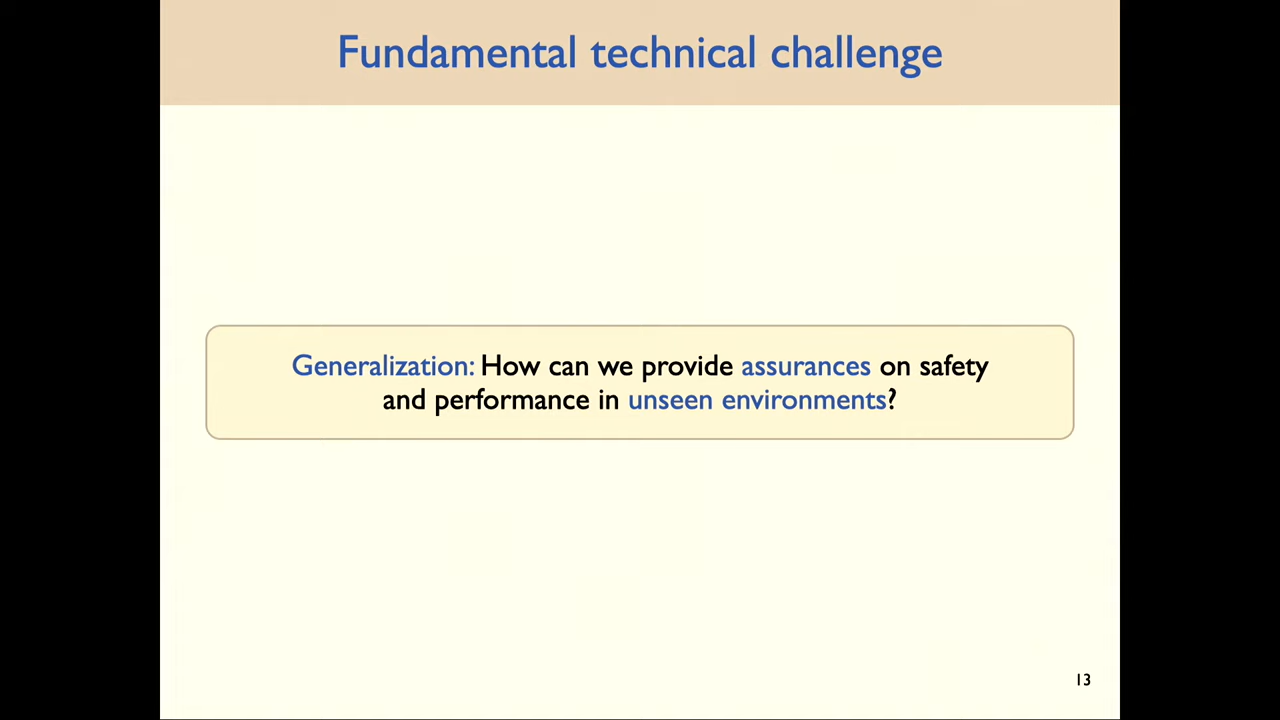 Fundamental technical challenge
Generalization: How can we provide assurances on safety
and performance in unseen environments?
13